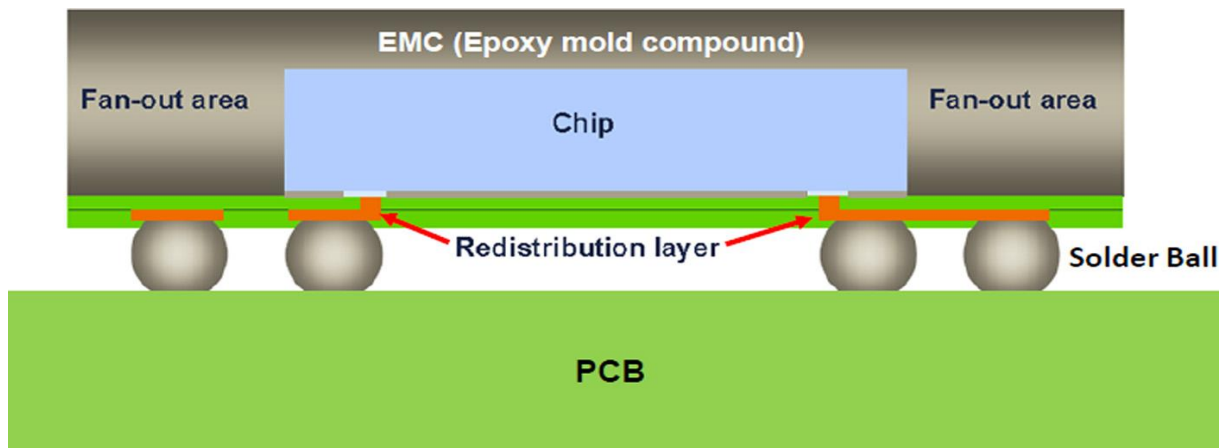 EMC (Epoxy mold compound)
Fan-out area
Chip
Fan-out area
Redistribution layer
Solder Ball
PCB